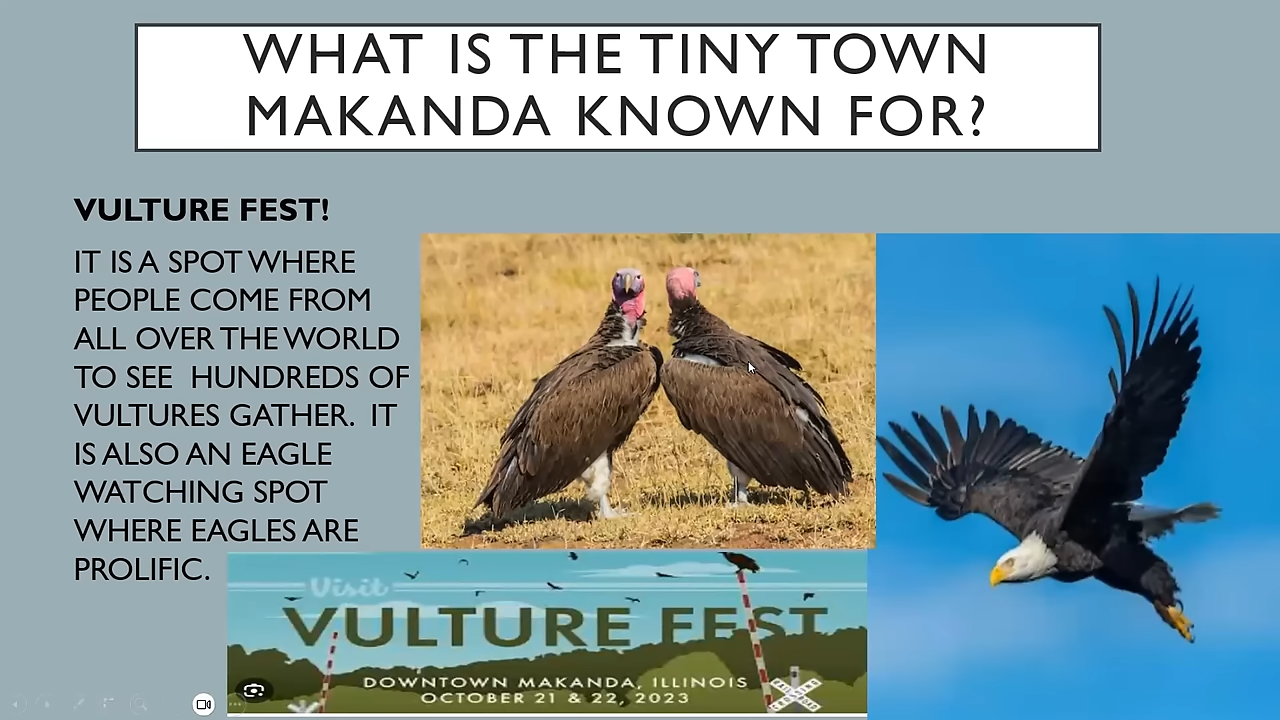 WHAT IS THE TINY TOWN
MAKANDA KNOWN FOR?
VULTURE FEST!
IT IS A SPOT WHERE
PEOPLE COME FROM
ALL OVER THE WORLD
TO SEE  HUNDREDS OF
VULTURES GATHER.  IT
IS ALSO AN EAGLE
WATCHING SPOT
WHERE EAGLES ARE
PROLIFIC.
Visit
VULTURE FEST
DOWNTOWN MAKANDA, ILLINOIS
OCTOBER 21 & 22, 2023